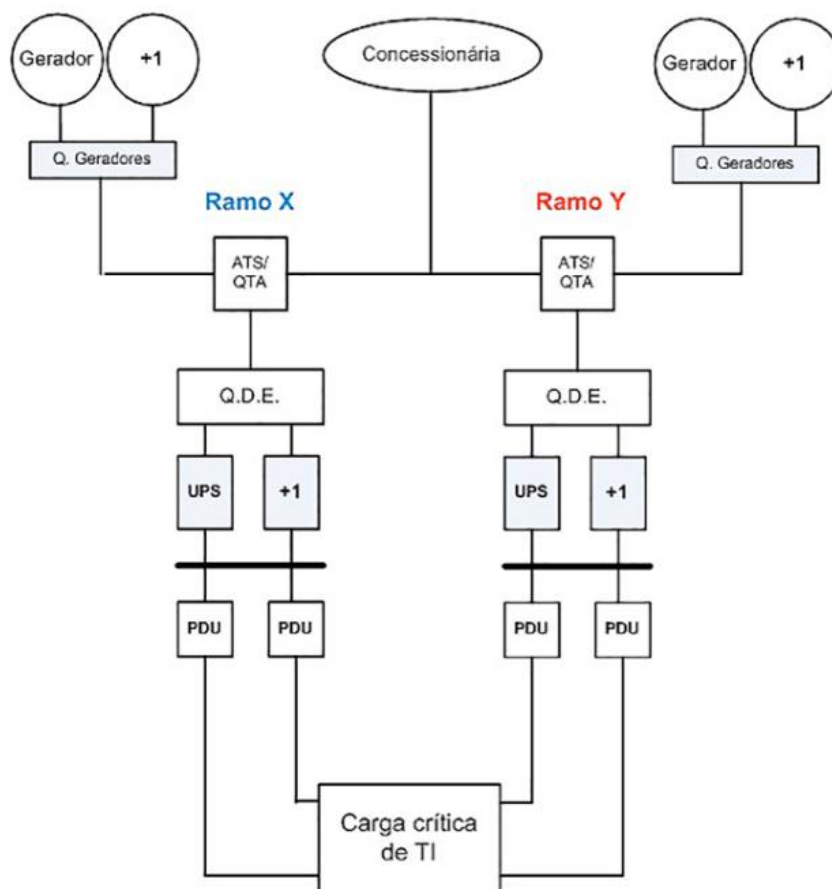 Gerador
+1
Concessionária
Gerador
+1
Q. Geradores
Q. Geradores
Ramo X
Ramo Y
ATS/
QTA
ATS/
QTA
Q.D.E.
Q.D.E.
UPS
+1
UPS
+1
PDU
PDU
PDU
PDU
Carga crítica
de TI